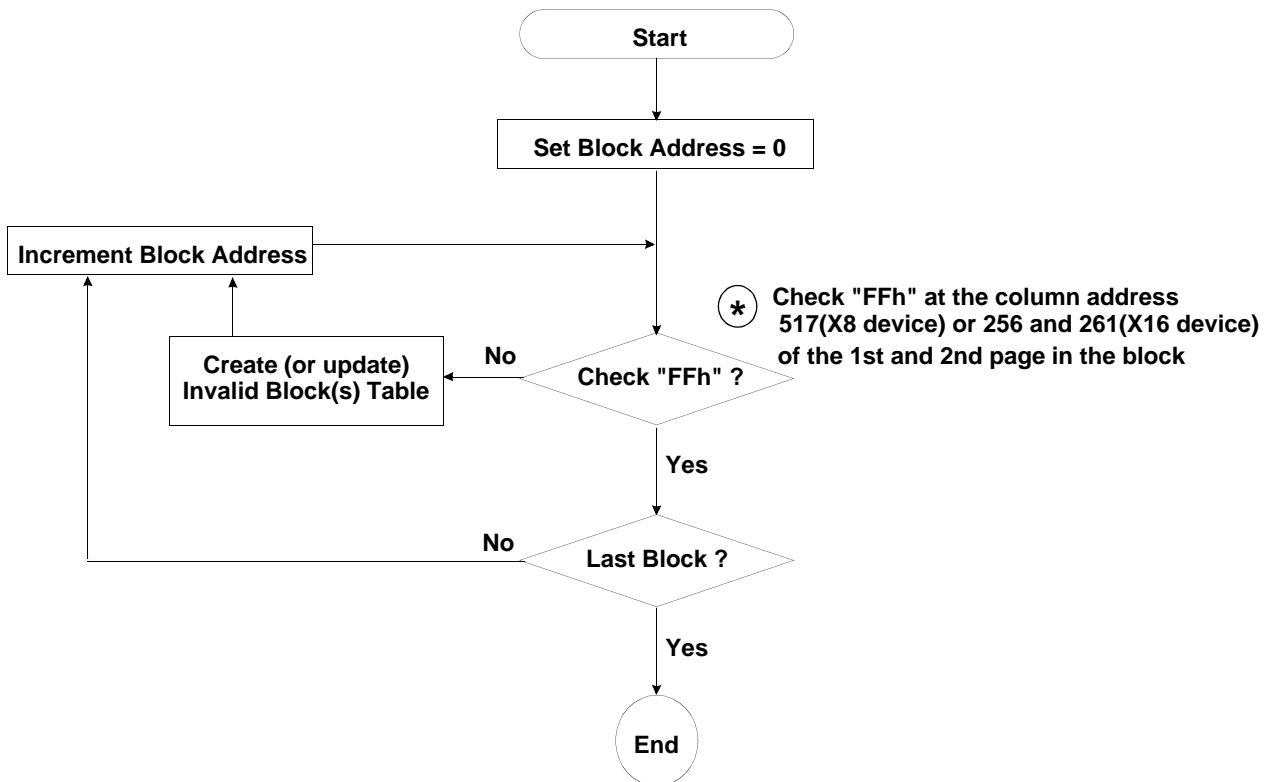 Start
Set Block Address = 0
Increment Block Address
* Check "FFh" at the column address
517(X8 device) or 256 and 261(X16 device)
of the 1st and 2nd page in the block
No
Create (or update)
Invalid Block(s) Table
Check "FFh" ?
Yes
No
Last Block ?
Yes
End